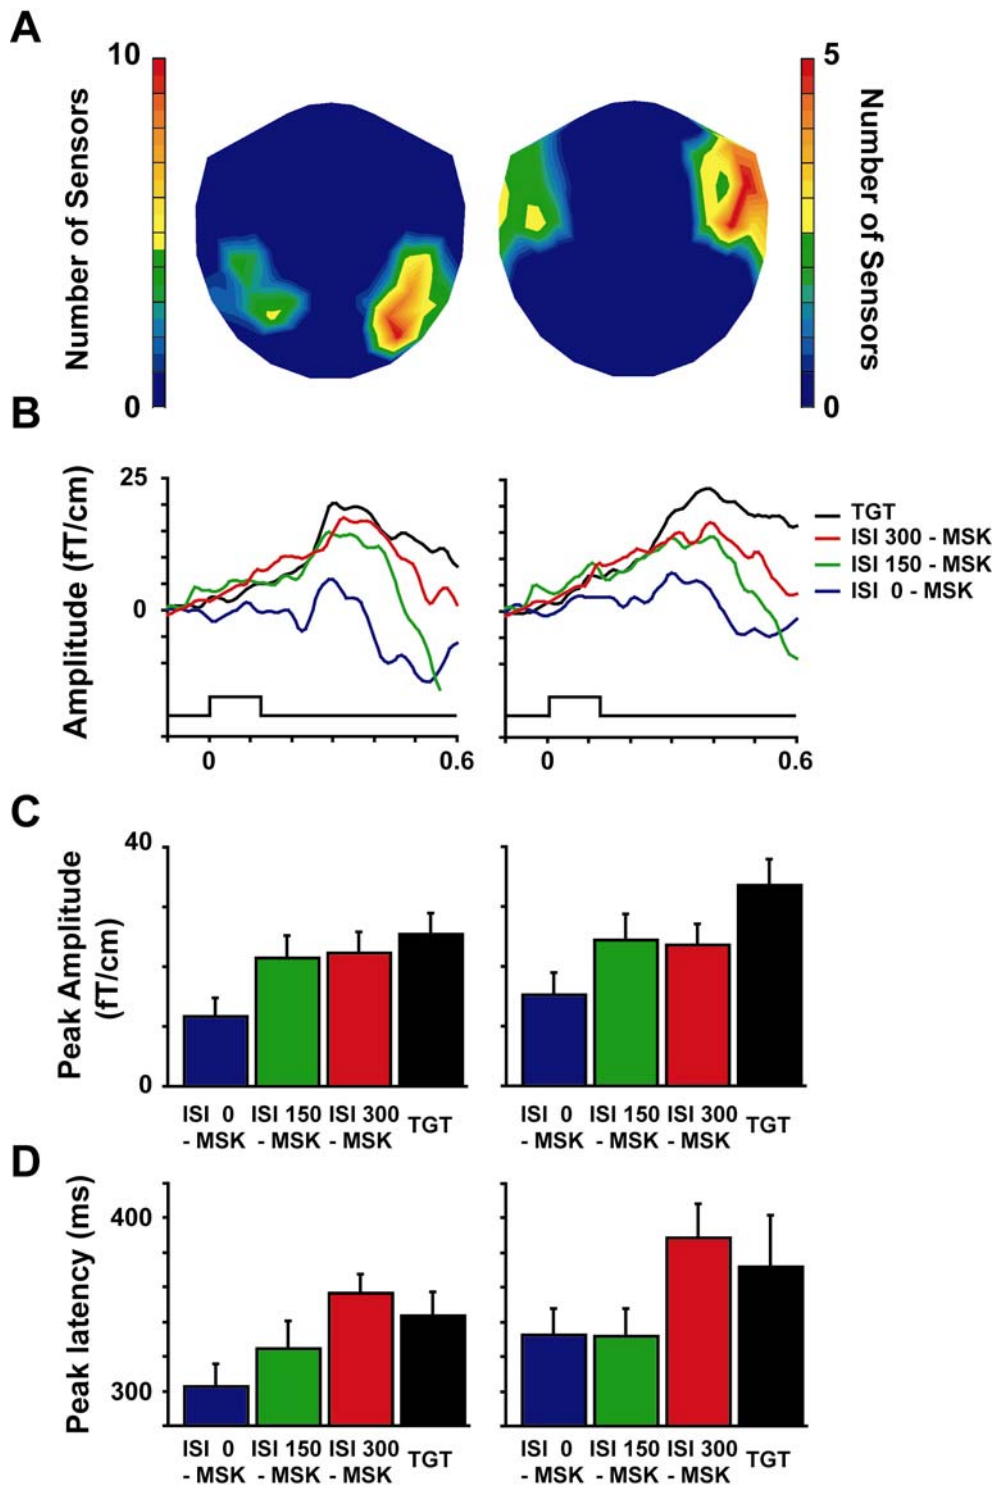 A
10
5
Number of Sensors
Number of Sensors
0
0
B
Amplitude (fT/cm)
25
0
TGT
ISI 300 - MSK
ISI 150 - MSK
ISI 0 - MSK
0
0.6
0
0.6
C
Peak Amplitude
(fT/cm)
40
0
ISI 0
- MSK
ISI 150
- MSK
ISI 300
- MSK
TGT
ISI 0
- MSK
ISI 150
- MSK
ISI 300
- MSK
TGT
D
Peak latency (ms)
400
300
ISI 0
- MSK
ISI 150
- MSK
ISI 300
- MSK
TGT
ISI 0
- MSK
ISI 150
- MSK
ISI 300
- MSK
TGT